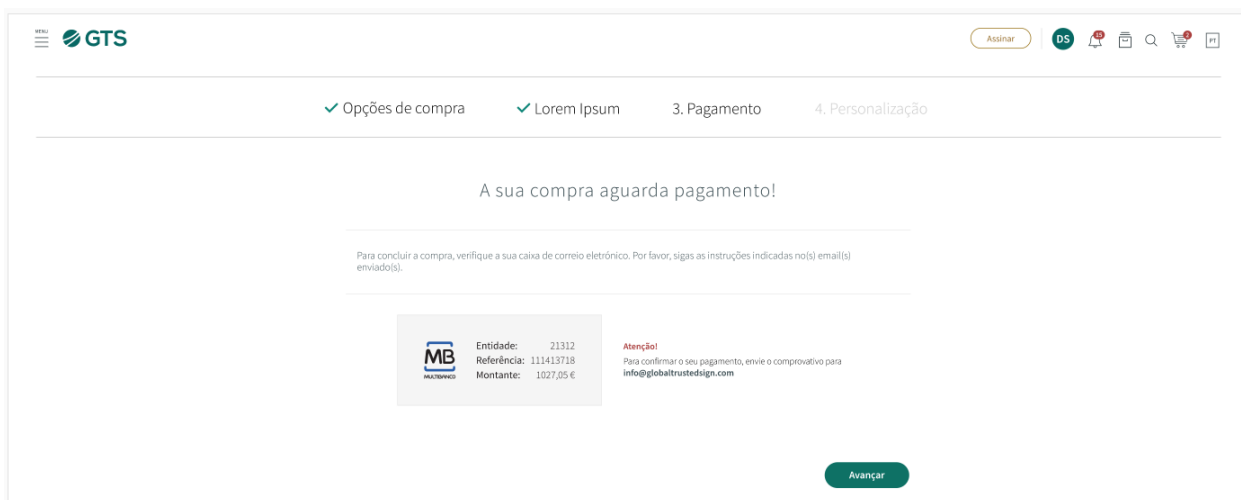 MENU
GTS
Assinar
DS
15
2
PT
Opções de compra
Lorem Ipsum
3. Pagamento
4. Personalização
A sua compra aguarda pagamento!
Para concluir a compra, verifique a sua caixa de correio eletrónico. Por favor, sigas as instruções indicadas no(s) email(s)
enviado(s).
MB
MULTIBANCO
Entidade: 21312
Referência: 111413718
Montante: 1027,05 €
Atenção!
Para confirmar o seu pagamento, envie o comprovativo para
info@globaltrustedsign.com
Avançar